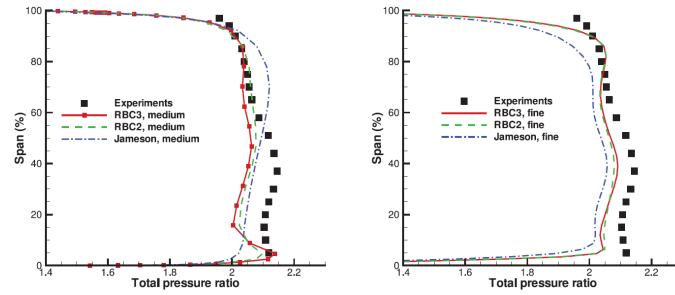 100
80
60
40
20
0
Span (%)
Experiments
RBC3, medium
RBC2, medium
Jameson, medium
1.4
1.6
1.8
2
2.2
Total pressure ratio
100
80
60
40
20
0
Span (%)
Experiments
RBC3, fine
RBC2, fine
Jameson, fine
1.4
1.6
1.8
2
2.2
Total pressure ratio